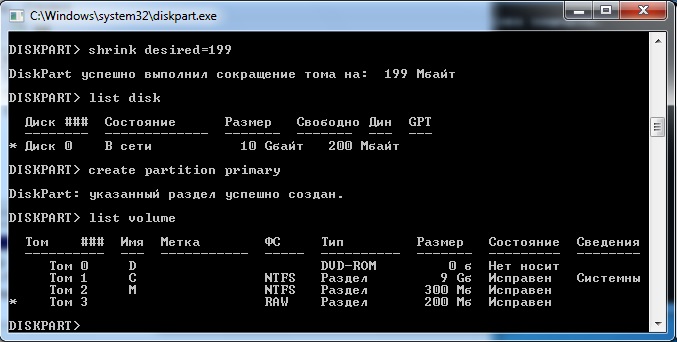 C:\Windows\system32\diskpart.exe
DISKPART> shrink desired=199
DiskPart успешно выполнил сокращение тома на: 199 Мбайт
DISKPART> list disk
Диск ### Состояние Размер Свободно Дин GPT
-------- ------------- ------- ------- --- ---
* Диск 0 В сети 10 Gбайт 200 Mбайт
DISKPART> create partition primary
DiskPart: указанный раздел успешно создан.
DISKPART> list volume
Том ### Имя Метка ФС Тип Размер Состояние Сведения
---------- --- ----------- ----- ---------- ------- --------- --------
Том 0 D DVD-ROM 0 б Нет носит
Том 1 C NTFS Раздел 9 Gб Исправен Системны
Том 2 M NTFS Раздел 300 Mб Исправен
* Том 3 RAW Раздел 200 Mб Исправен
DISKPART>